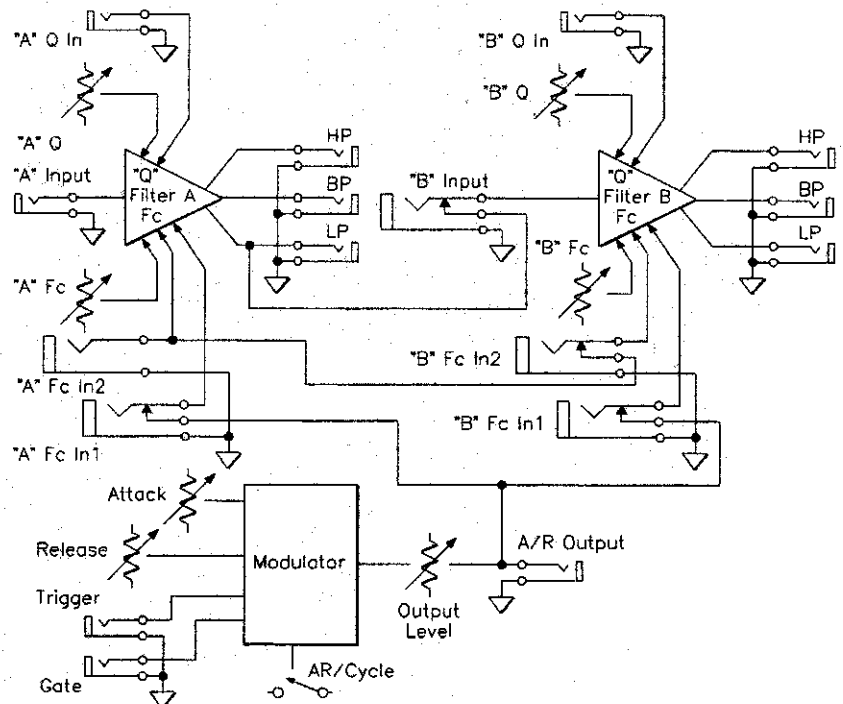 "A" Q In
"B" Q In
"A" Q
"B" Q
HP
HP
"A" Input
"Q"
Filter A
Fc
BP
"B" Input
"Q"
Filter B
Fc
BP
LP
LP
"A" Fc
"B" Fc
"A" Fc In2
"B" Fc In2
"A" Fc In1
"B" Fc In1
Attack
Release
Modulator
A/R Output
Trigger
Output
Level
Gate
AR/Cycle